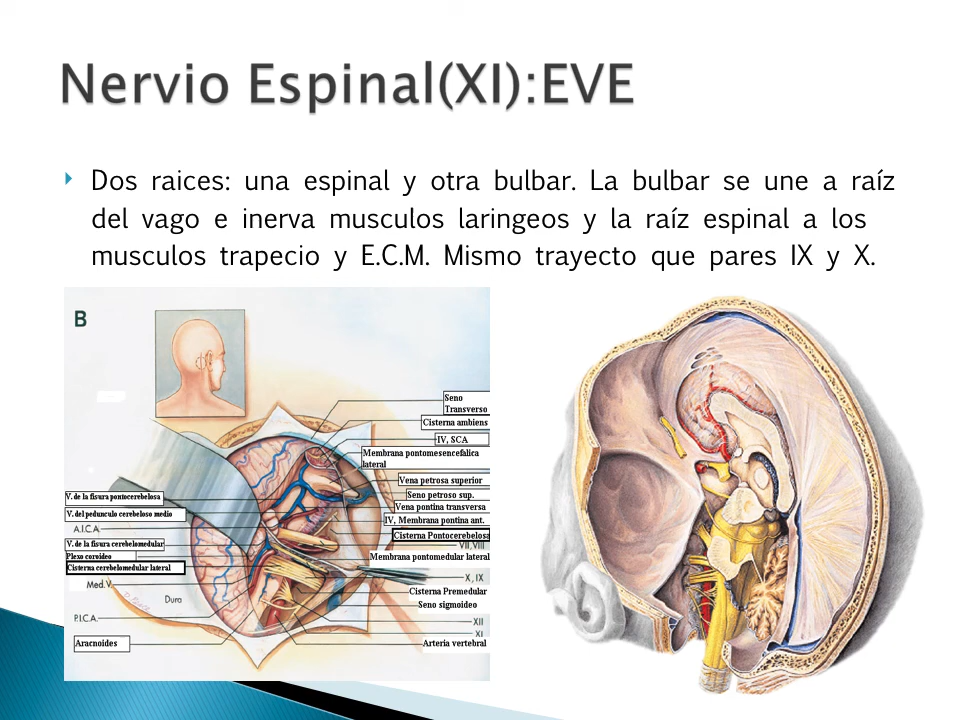 Nervio Espinal(XI):EVE
Dos raices: una espinal y otra bulbar. La bulbar se une a raíz
del vago e inerva musculos laringeos y la raíz espinal a los
musculos trapecio y E.C.M. Mismo trayecto que pares IX y X.
B
Seno
Transverso
Cisterna ambiens
IV, SCA
Membrana pontomesencefalica
lateral
Vena petrosa superior
Seno petroso sup.
Vena pontina transversa
IV, Membrana pontina ant.
Cisterna Pontocerebelosa
VII, VIII
Membrana pontomedular lateral
X, IX
Cisterna Premedular
Seno sigmoideo
XII
XI
Arteria vertebral
V. de la fisura pontocerebelosa
V. del pedunculo cerebeloso medio
A.I.C.A.
V. de la fisura cerebelomedular
Plexo coroideo
Cisterna cerebelomedular lateral
Med.V.
Dura
P.I.C.A.
Aracnoides